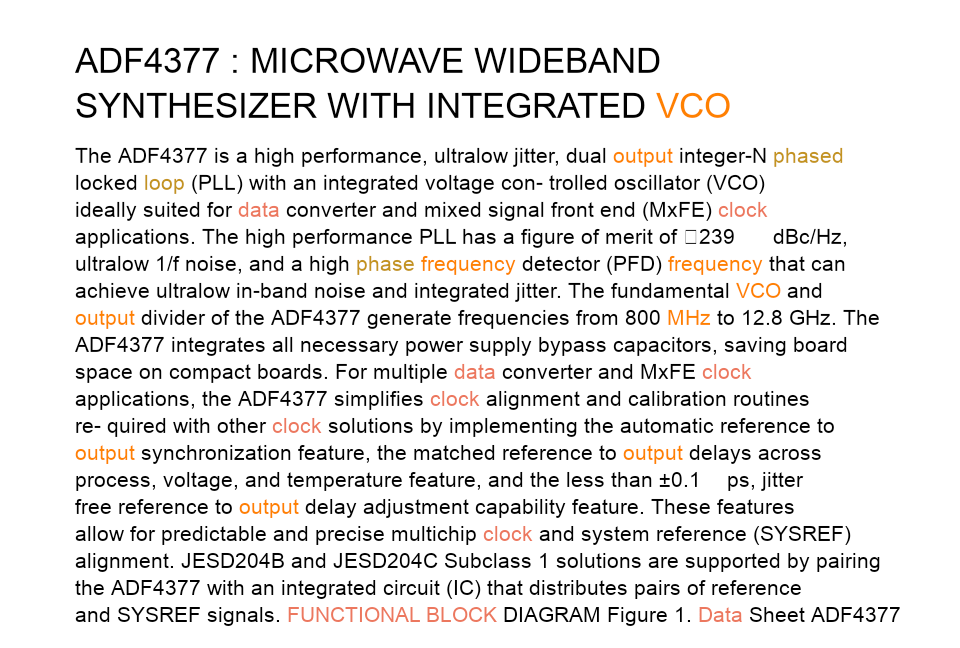 ADF4377 : MICROWAVE WIDEBAND
SYNTHESIZER WITH INTEGRATED VCO
The ADF4377 is a high performance, ultralow jitter, dual output integer-N phased
locked loop (PLL) with an integrated voltage con- trolled oscillator (VCO)
ideally suited for data converter and mixed signal front end (MxFE) clock
applications. The high performance PLL has a figure of merit of □239 dBc/Hz,
ultralow 1/f noise, and a high phase frequency detector (PFD) frequency that can
achieve ultralow in-band noise and integrated jitter. The fundamental VCO and
output divider of the ADF4377 generate frequencies from 800 MHz to 12.8 GHz. The
ADF4377 integrates all necessary power supply bypass capacitors, saving board
space on compact boards. For multiple data converter and MxFE clock
applications, the ADF4377 simplifies clock alignment and calibration routines
re- quired with other clock solutions by implementing the automatic reference to
output synchronization feature, the matched reference to output delays across
process, voltage, and temperature feature, and the less than ±0.1 ps, jitter
free reference to output delay adjustment capability feature. These features
allow for predictable and precise multichip clock and system reference (SYSREF)
alignment. JESD204B and JESD204C Subclass 1 solutions are supported by pairing
the ADF4377 with an integrated circuit (IC) that distributes pairs of reference
and SYSREF signals. FUNCTIONAL BLOCK DIAGRAM Figure 1. Data Sheet ADF4377